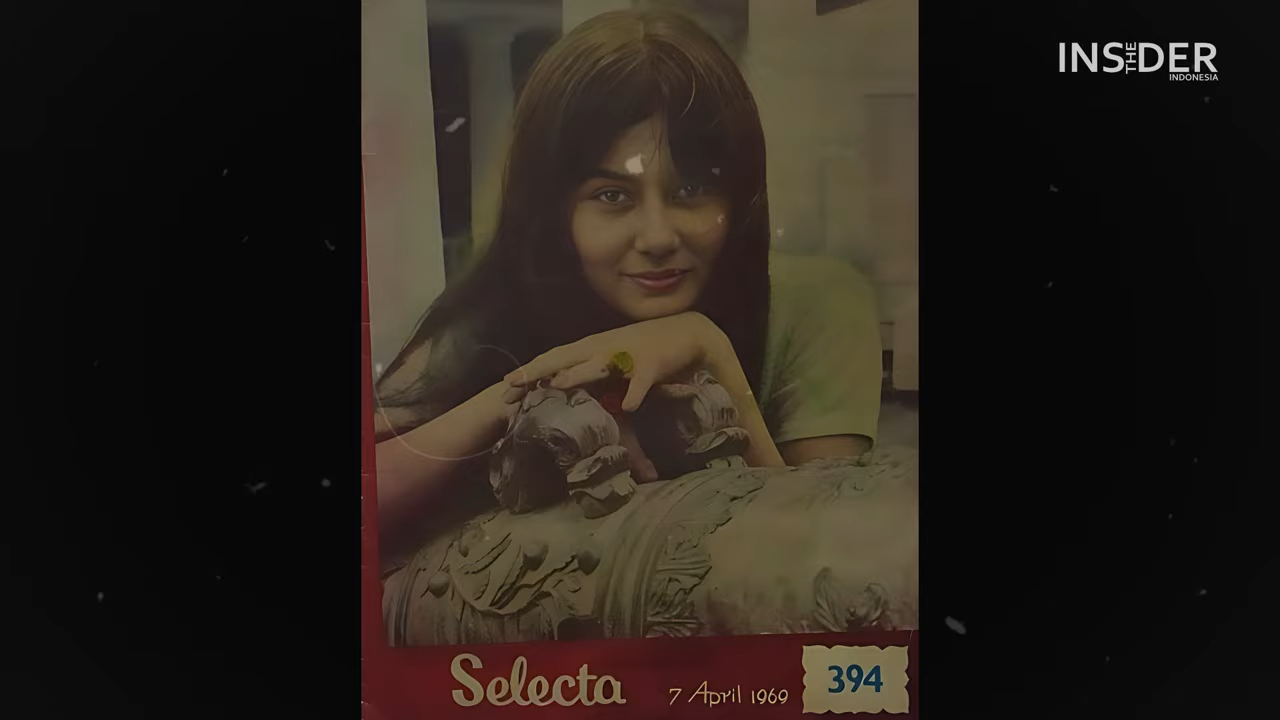 INSIDER
THE
INDONESIA
Selecta
7 April 1969
394